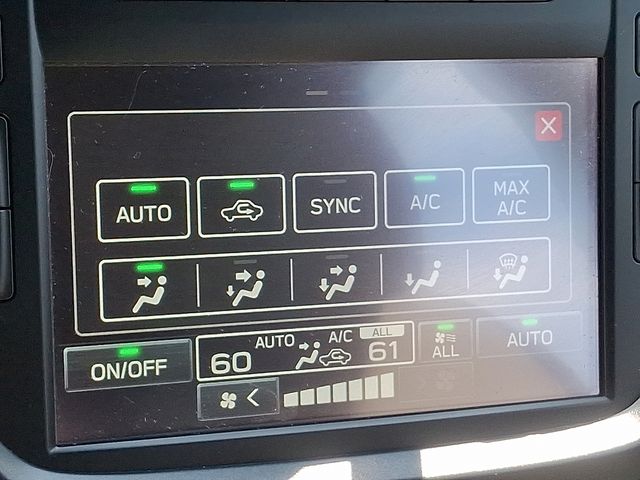 AUTO
SYNC
A/C
MAX
A/C
ON/OFF
60
AUTO
A/C
ALL
61
ALL
AUTO